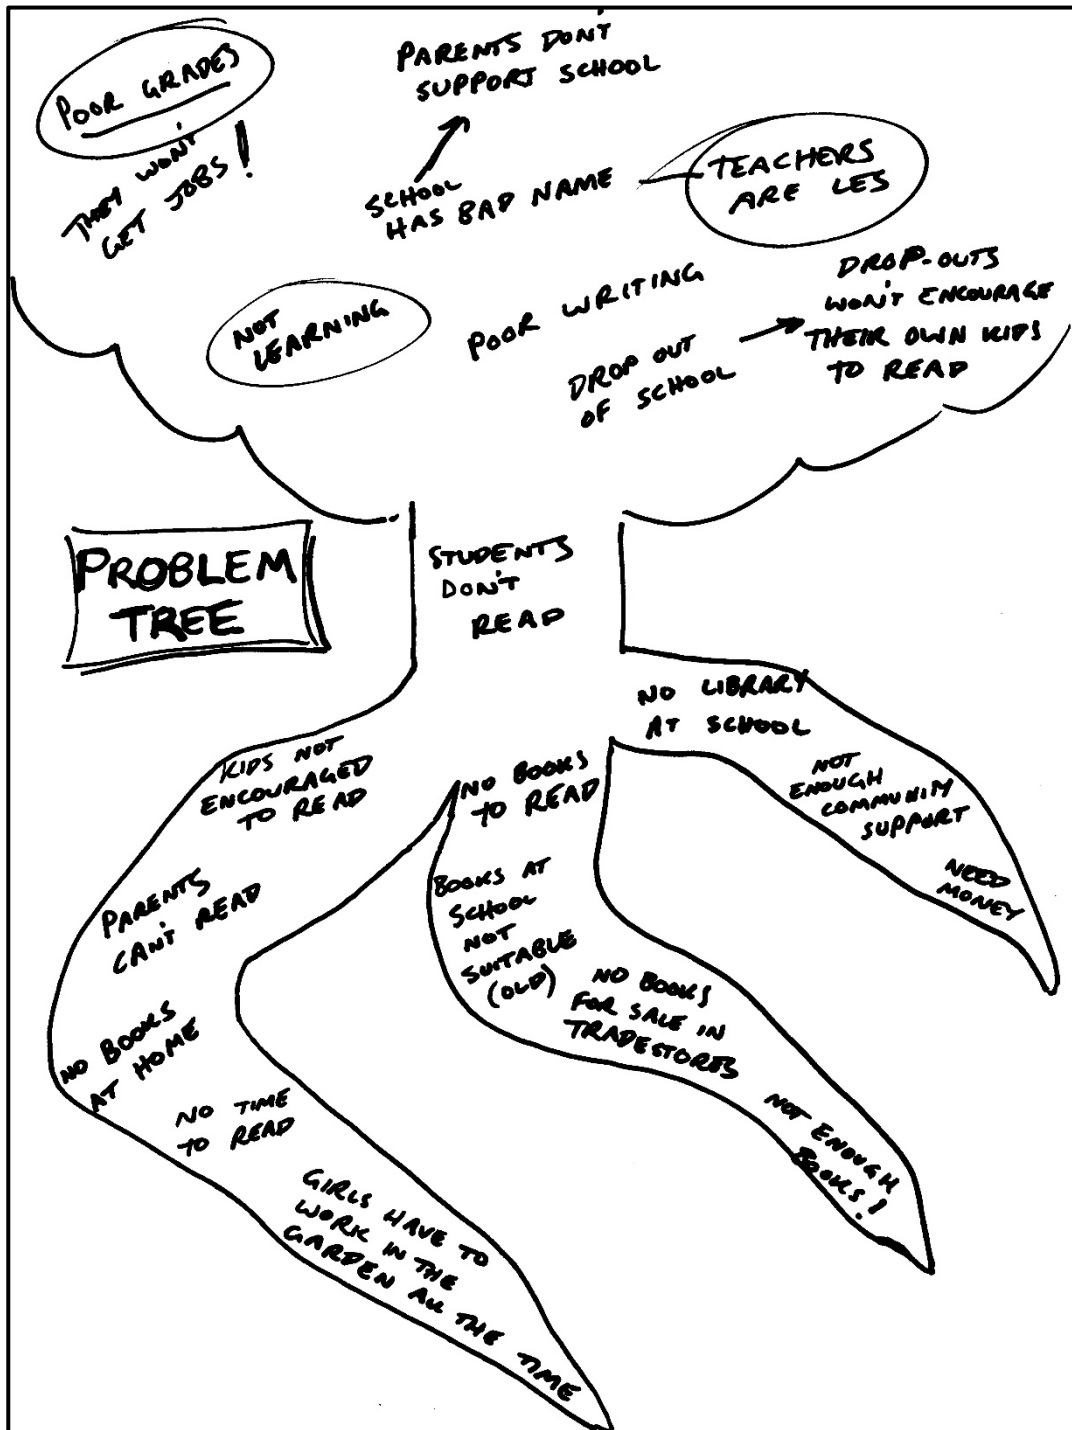 POOR GRADES
THEY WON'T
GET JOBS!
PARENTS DON'T
SUPPORT SCHOOL
SCHOOL
HAS BAD NAME
TEACHERS
ARE LES
NOT
LEARNING
POOR WRITING
DROP OUT
OF SCHOOL
DROP-OUTS
WON'T ENCOURAGE
THEIR OWN KIDS
TO READ
PROBLEM
TREE
STUDENTS
DON'T
READ
KIDS NOT
ENCOURAGED
TO READ
PARENTS
CAN'T READ
NO BOOKS
AT HOME
NO TIME
TO READ
GIRLS HAVE TO
WORK IN THE
GARDEN ALL THE TIME
NO BOOKS
TO READ
BOOKS AT
SCHOOL
NOT
SUITABLE
(OLD)
NO BOOKS
FOR SALE IN
TRADESTORES
NOT ENOUGH
BOOKS!
NO LIBRARY
AT SCHOOL
NOT
ENOUGH
COMMUNITY
SUPPORT
NEED
MONEY